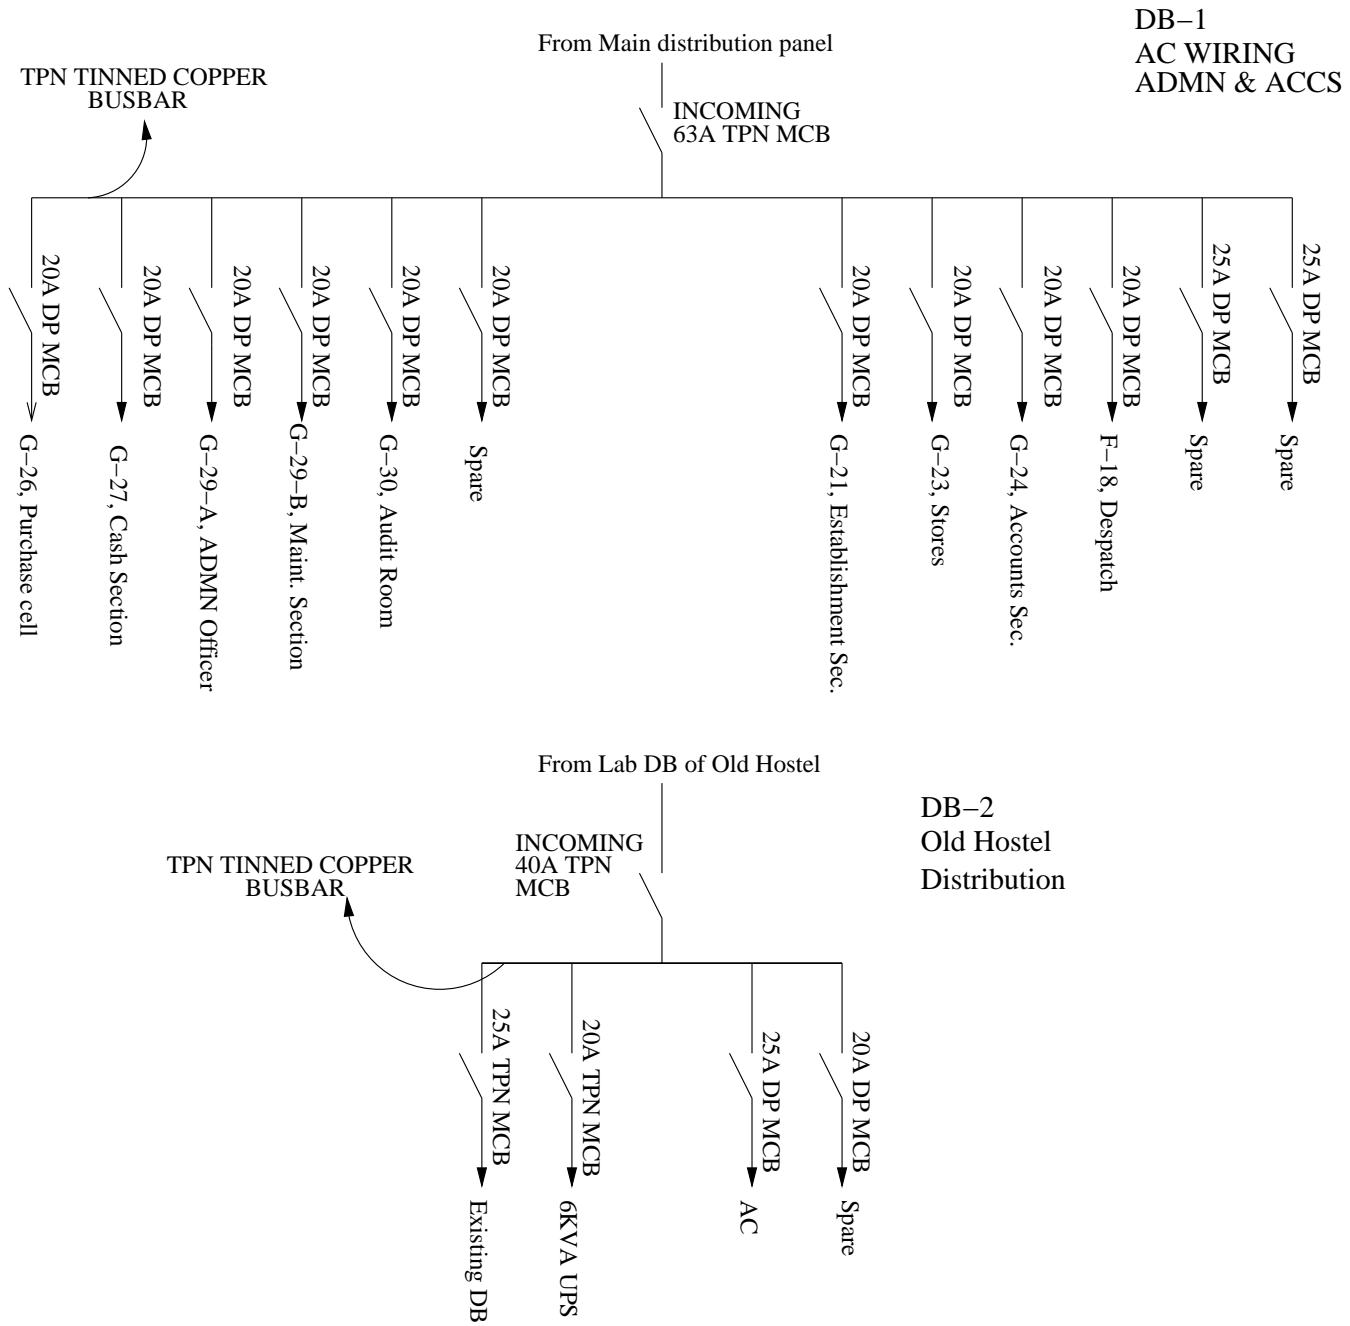 DB–1
AC WIRING
ADMN & ACCS
From Main distribution panel
TPN TINNED COPPER
BUSBAR
INCOMING
63A TPN MCB
20A DP MCB
20A DP MCB
20A DP MCB
20A DP MCB
20A DP MCB
20A DP MCB
20A DP MCB
20A DP MCB
20A DP MCB
20A DP MCB
25A DP MCB
25A DP MCB
G–26, Purchase cell
G–27, Cash Section
G–29–A, ADMN Officer
G–29–B, Maint. Section
G–30, Audit Room
Spare
G–21, Establishment Sec.
G–23, Stores
G–24, Accounts Sec.
F–18, Despatch
Spare
Spare
From Lab DB of Old Hostel
DB–2
Old Hostel
Distribution
INCOMING
40A TPN
MCB
TPN TINNED COPPER
BUSBAR
25A TPN MCB
20A TPN MCB
25A DP MCB
20A DP MCB
Existing DB
6KVA UPS
AC
Spare